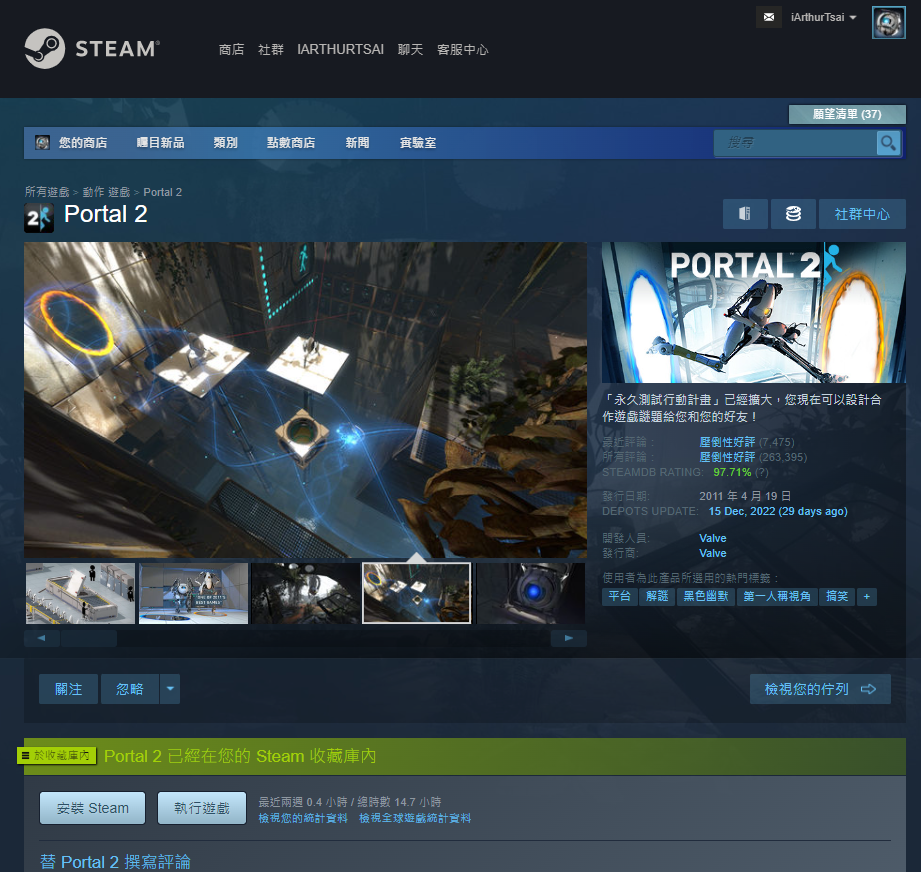 iArthurTsai
STEAM®
商店 社群 IARTHURTSAI 聊天 客服中心
願望清單 (37)
您的商店 矚目新品 類別 點數商店 新聞 實驗室
搜尋
所有遊戲 > 動作 遊戲 > Portal 2
Portal 2
社群中心
PORTAL 2
「永久測試行動計畫」已經擴大，您現在可以設計合
作遊戲謎題給您和您的好友！
最近評論： 壓倒性好評 (7,475)
所有評論： 壓倒性好評 (263,395)
STEAMDB RATING: 97.71% (?)
發行日期: 2011 年 4 月 19 日
DEPOTS UPDATE: 15 Dec, 2022 (29 days ago)
開發人員: Valve
發行商: Valve
使用者為此產品所選用的熱門標籤：
平台 解謎 黑色幽默 第一人稱視角 搞笑 +
關注 忽略 檢視您的佇列
於收藏庫內 Portal 2 已經在您的 Steam 收藏庫內
安裝 Steam 執行遊戲
最近兩週 0.4 小時 / 總時數 14.7 小時
檢視您的統計資料 檢視全球遊戲統計資料
替 Portal 2 撰寫評論